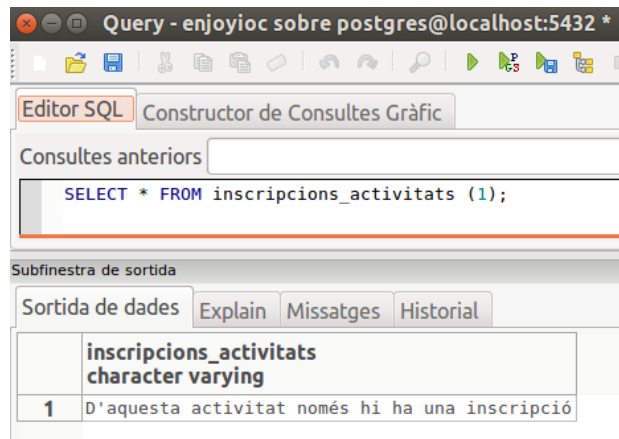 Query - enjoyioc sobre postgres@localhost:5432 *
Editor SQL Constructor de Consultes Gràfic
Consultes anteriors
SELECT * FROM inscripcions_activitats (1);
Subfinestra de sortida
Sortida de dades Explain Missatges Historial
inscripcions_activitats
character varying
1 D'aquesta activitat només hi ha una inscripció